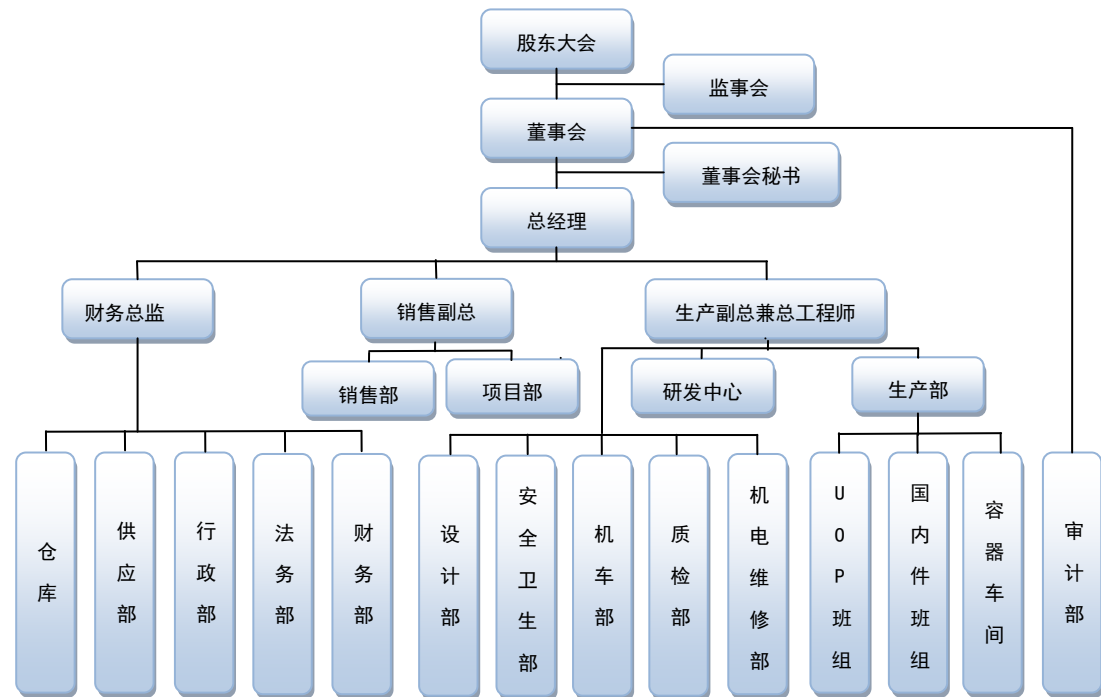 股东大会
监事会
董事会
董事会秘书
总经理
财务总监
销售副总
生产副总兼总工程师
销售部
项目部
研发中心
生产部
仓库
供应部
行政部
法务部
财务部
设计部
安全卫生部
机车部
质检部
机电维修部
UOP班组
国内件班组
容器车间
审计部